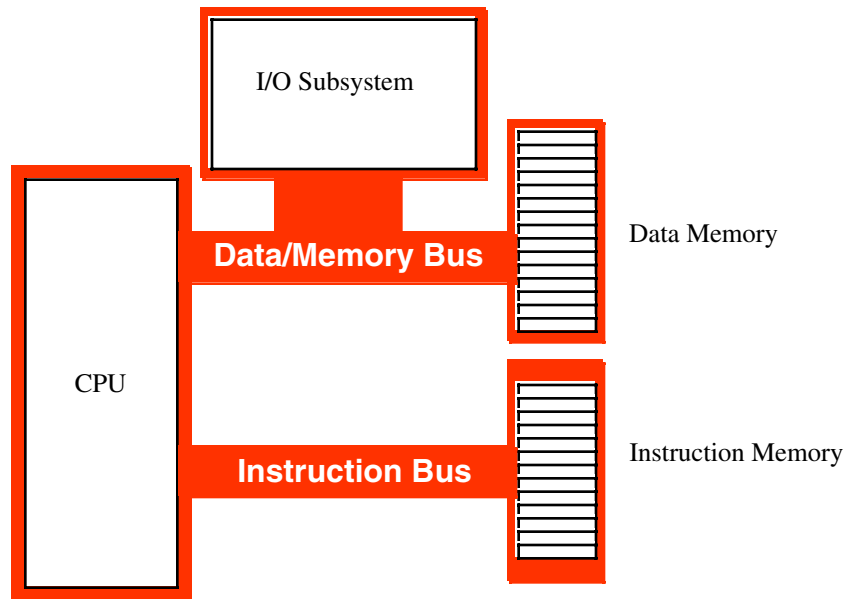 I/O Subsystem
Data/Memory Bus
Data Memory
CPU
Instruction Bus
Instruction Memory